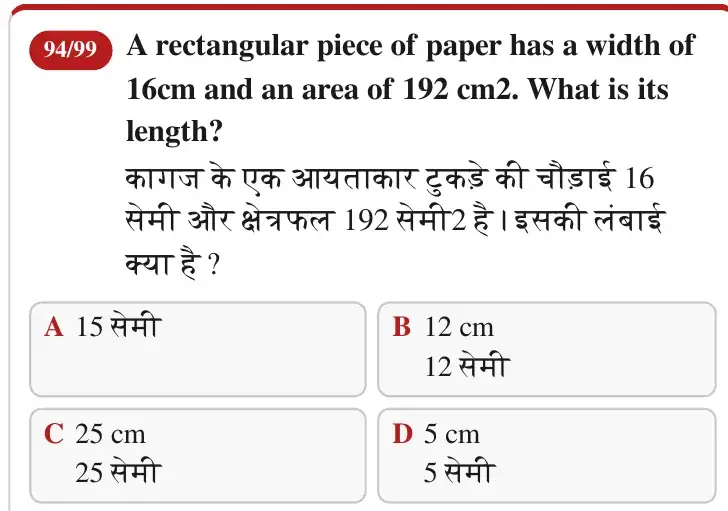 94/99 A rectangular piece of paper has a width of
16cm and an area of 192 cm2. What is its
length?
कागज के एक आयताकार टुकड़े की चौड़ाई 16
सेमी और क्षेत्रफल 192 सेमी2 है। इसकी लंबाई
क्या है ?
A 15 सेमी
B 12 cm
12 सेमी
C 25 cm
25 सेमी
D 5 cm
5 सेमी